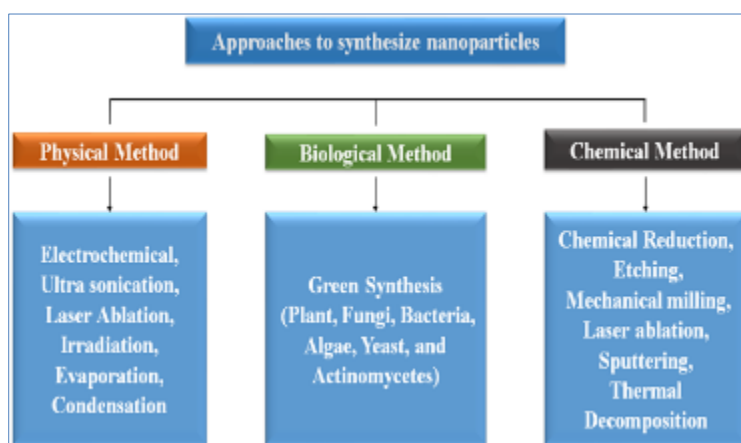 Approaches to synthesize nanoparticles
Physical Method
Biological Method
Chemical Method
Electrochemical,
Ultra sonication,
Laser Ablation,
Irradiation,
Evaporation,
Condensation
Green Synthesis
(Plant, Fungi, Bacteria,
Algae, Yeast, and
Actinomycetes)
Chemical Reduction,
Etching,
Mechanical milling,
Laser ablation,
Sputtering,
Thermal
Decomposition